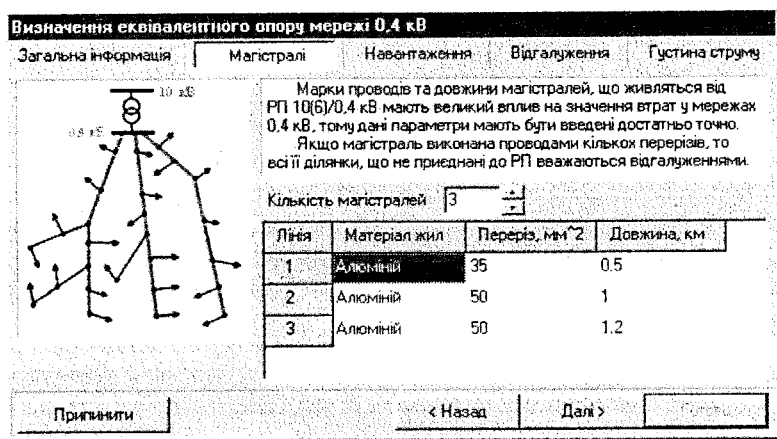 Визначення еквівалентного опору мережі 0,4 кВ
Загальна інформація
Магістралі
Навантаження
Відгалуження
Густина струму
10 кВ
0,4 кВ
Марки проводів та довжини магістралей, що живляться від
РП 10(6)/0,4 кВ мають великий вплив на значення втрат у мережах
0,4 кВ, тому дані параметри мають бути введені достатньо точно.
Якщо магістраль виконана проводами кількох перерізів, то
всі її ділянки, що не приєднані до РП вважаються відгалуженнями.
Кількість магістралей 3
Лінія Матеріал жил Переріз, мм^2 Довжина, км
1 Алюміній 35 0.5
2 Алюміній 50 1
3 Алюміній 50 1.2
Припинити
< Назад
Далі >